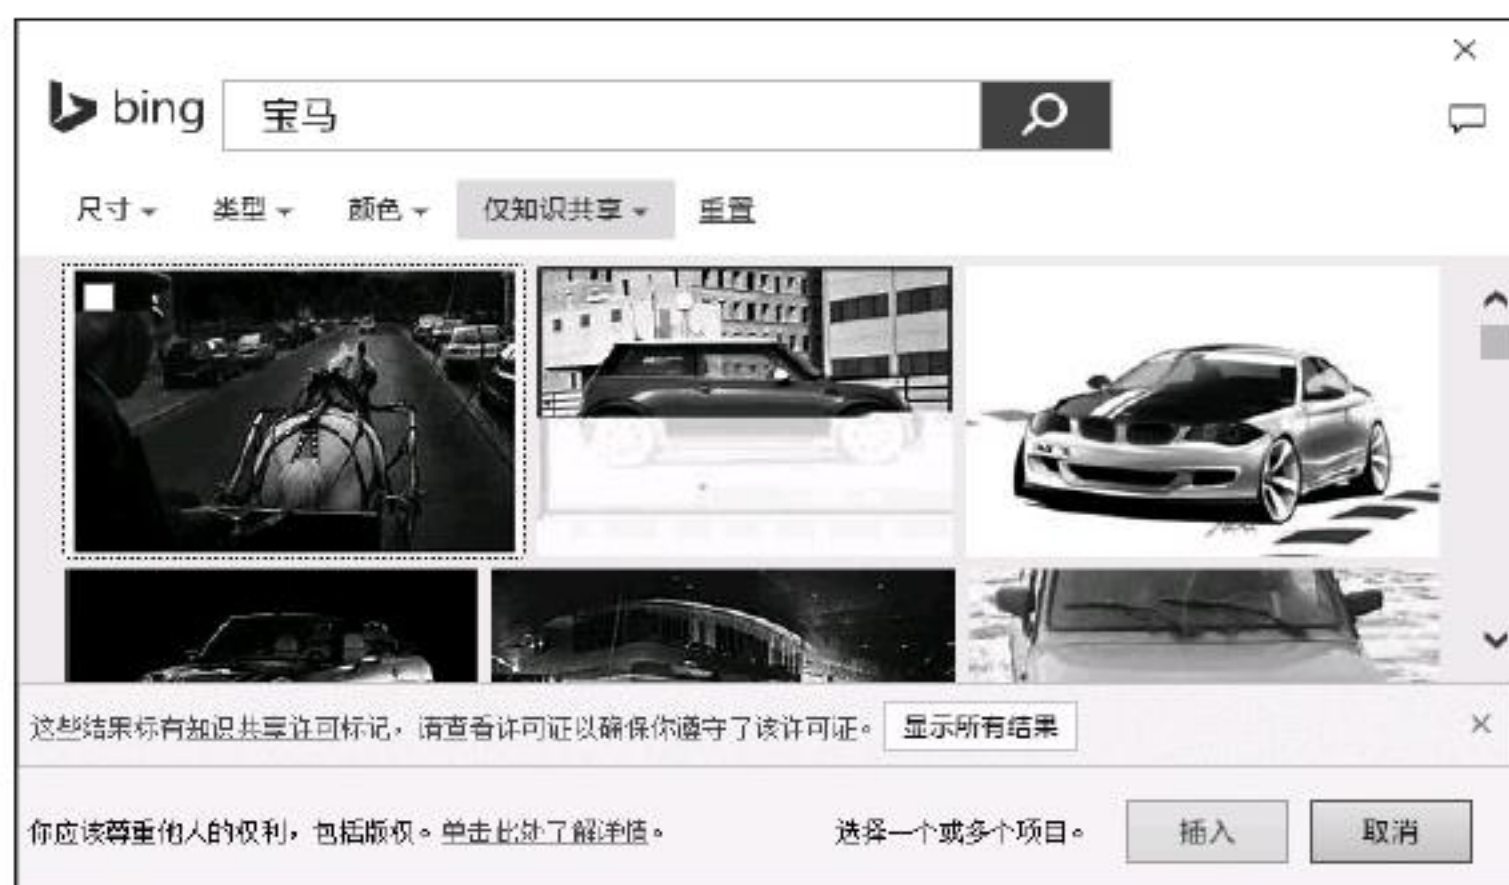 bing 宝马
尺寸 类型 颜色 仅知识共享 重置
这些结果标有知识共享许可标记，请查看许可证以确保你遵守了该许可证。 显示所有结果
你应该尊重他人的权利，包括版权。单击此处了解详情。 选择一个或多个项目。 插入 取消